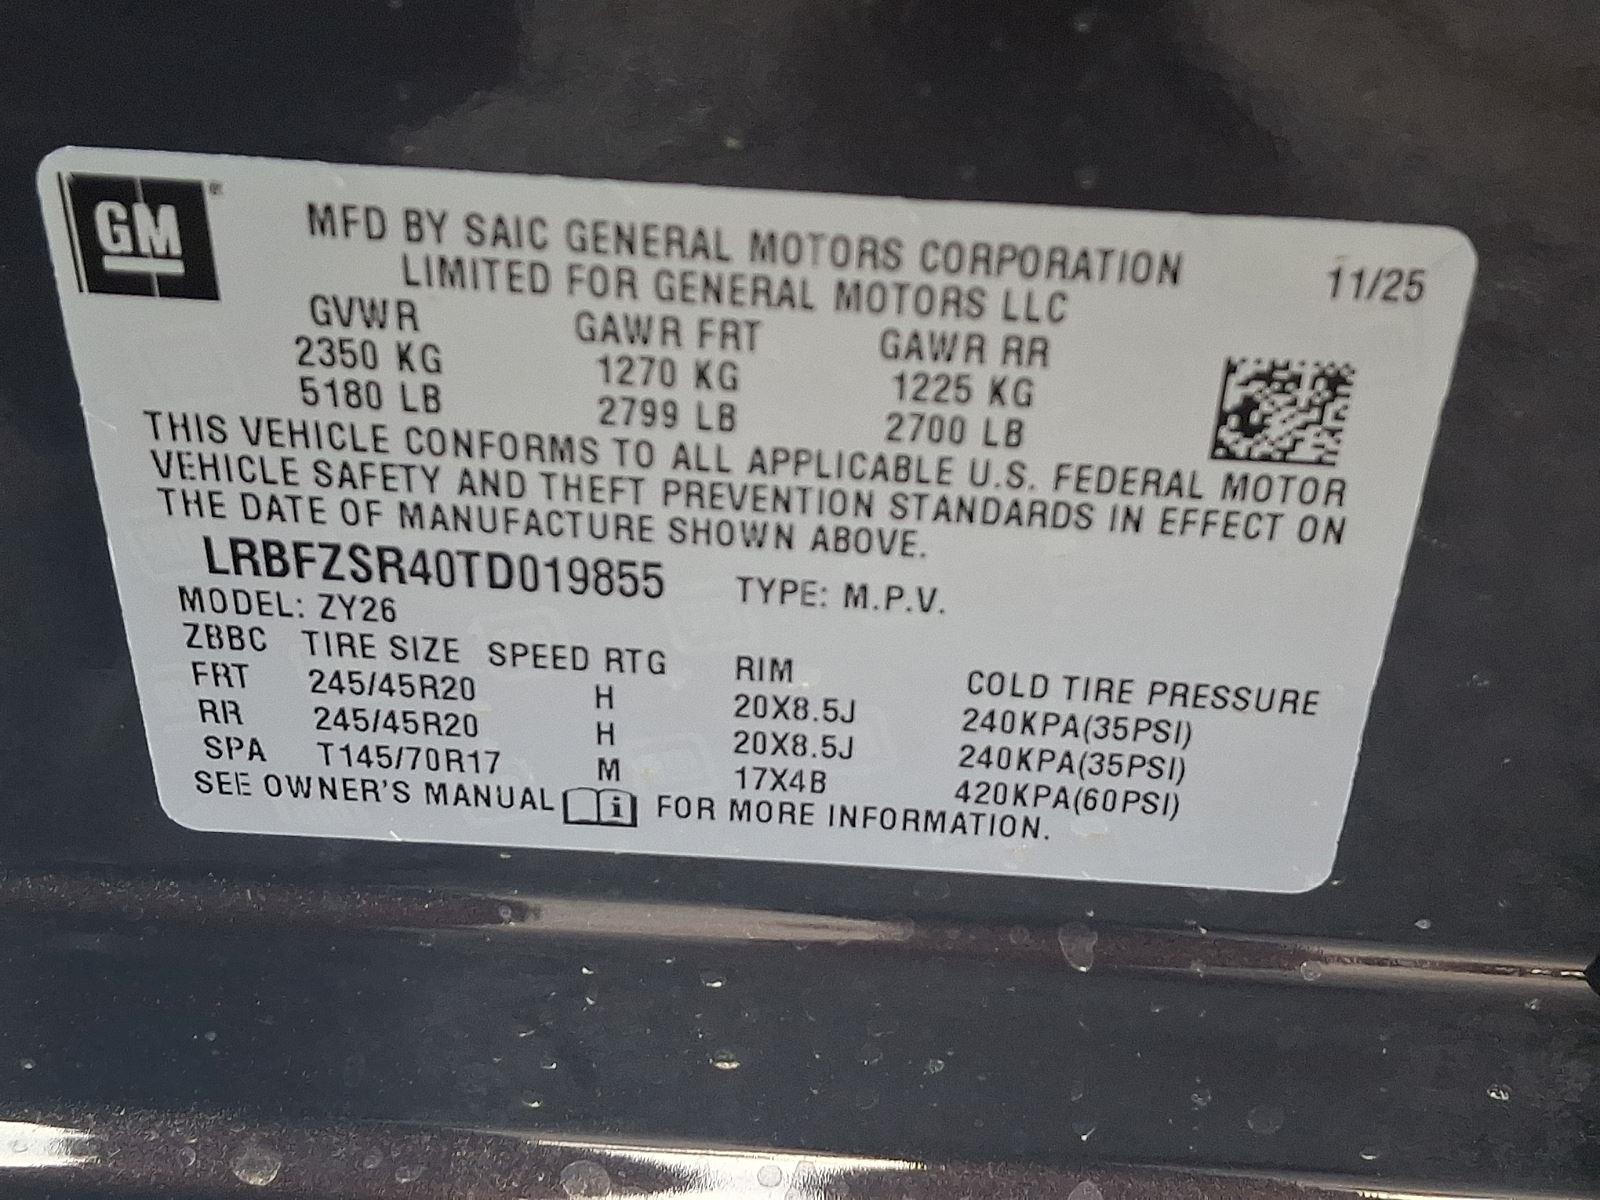 GM
MFD BY SAIC GENERAL MOTORS CORPORATION
LIMITED FOR GENERAL MOTORS LLC
11/25
GVWR GAWR FRT GAWR RR
2350 KG 1270 KG 1225 KG
5180 LB 2799 LB 2700 LB
THIS VEHICLE CONFORMS TO ALL APPLICABLE U.S. FEDERAL MOTOR
VEHICLE SAFETY AND THEFT PREVENTION STANDARDS IN EFFECT ON
THE DATE OF MANUFACTURE SHOWN ABOVE.
LRBFZSR40TD019855 TYPE: M.P.V.
MODEL: ZY26
ZBBC TIRE SIZE SPEED RTG RIM COLD TIRE PRESSURE
FRT 245/45R20 H 20X8.5J 240KPA(35PSI)
RR 245/45R20 H 20X8.5J 240KPA(35PSI)
SPA T145/70R17 M 17X4B 420KPA(60PSI)
SEE OWNER'S MANUAL i FOR MORE INFORMATION.